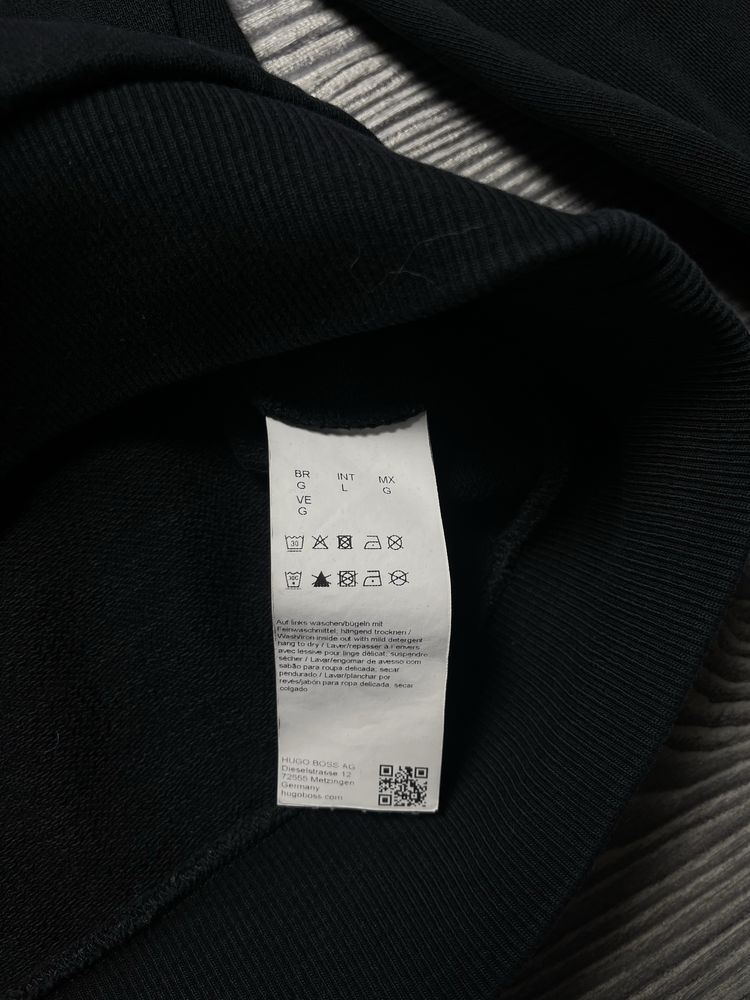 BR INT MX
G L G
VE
G
30
30C
Auf links waschen/bügeln mit
Feinwaschmittel; hängend trocknen /
Wash/iron inside out with mild detergent
hang to dry / Laver/repasser à l'envers
avec lessive pour linge délicat; suspendre
sécher / Lavar/engomar de avesso com
sabão para roupa delicada; secar
pendurado / Lavar/planchar por
revés/jabón para ropa delicada; secar
colgado
HUGO BOSS AG
Dieselstrasse 12
72555 Metzingen
Germany
hugoboss.com